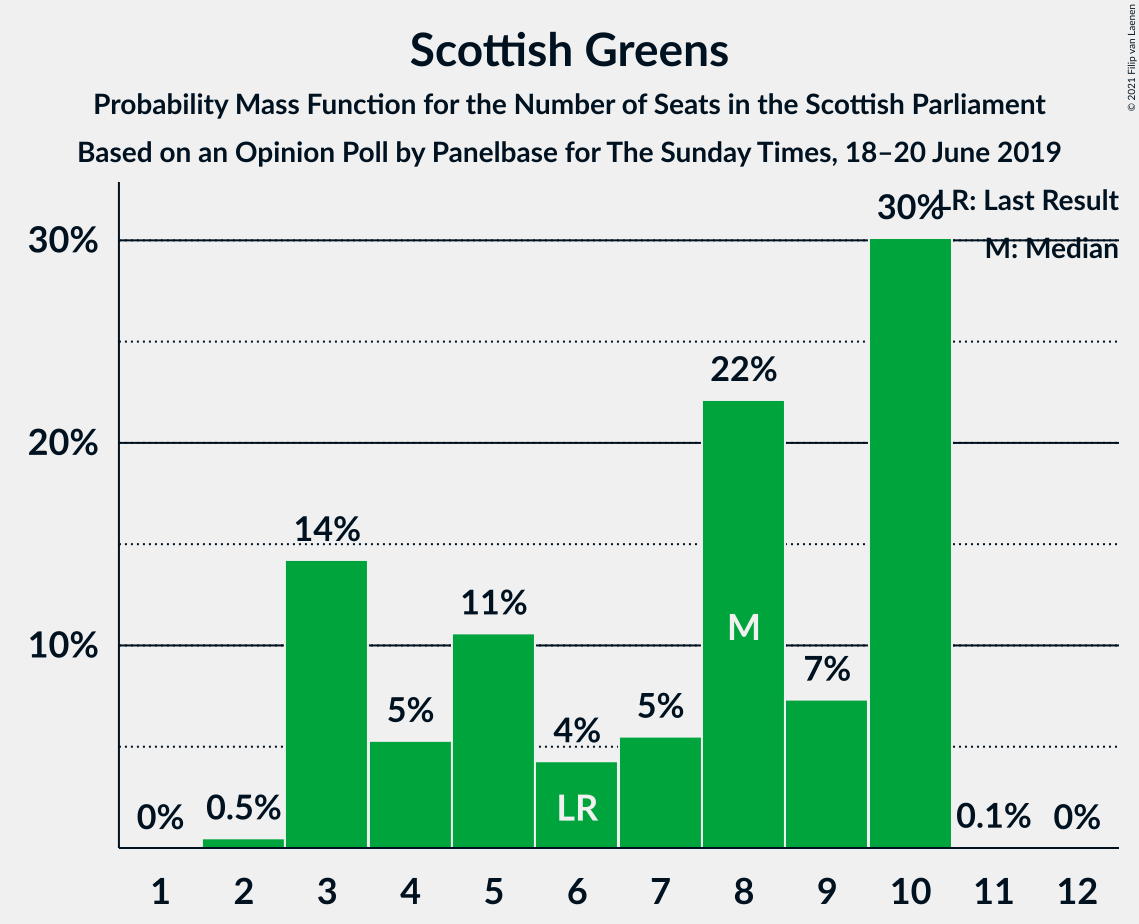 Scottish Greens
Probability Mass Function for the Number of Seats in the Scottish Parliament
Based on an Opinion Poll by Panelbase for The Sunday Times, 18–20 June 2019
© 2021 Filip van Laenen
LR: Last Result
M: Median
30%
20%
10%
0%
0.5%
14%
5%
11%
4%
5%
22%
7%
30%
0.1%
0%
LR
M
1 2 3 4 5 6 7 8 9 10 11 12